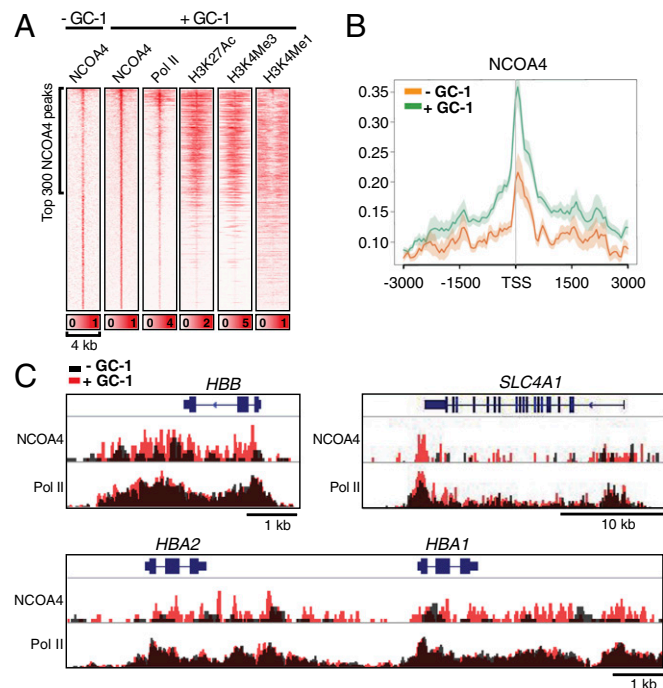 A
- GC-1 + GC-1
NCOA4 NCOA4 Pol II H3K27Ac H3K4Me3 H3K4Me1
Top 300 NCOA4 peaks
0 1 0 1 0 4 0 2 0 5 0 1
4 kb
B
NCOA4
- GC-1
+ GC-1
0.35
0.30
0.25
0.20
0.15
0.10
-3000 -1500 TSS 1500 3000
C
- GC-1
+ GC-1
HBB
NCOA4
Pol II
1 kb
SLC4A1
NCOA4
Pol II
10 kb
HBA2 HBA1
NCOA4
Pol II
1 kb